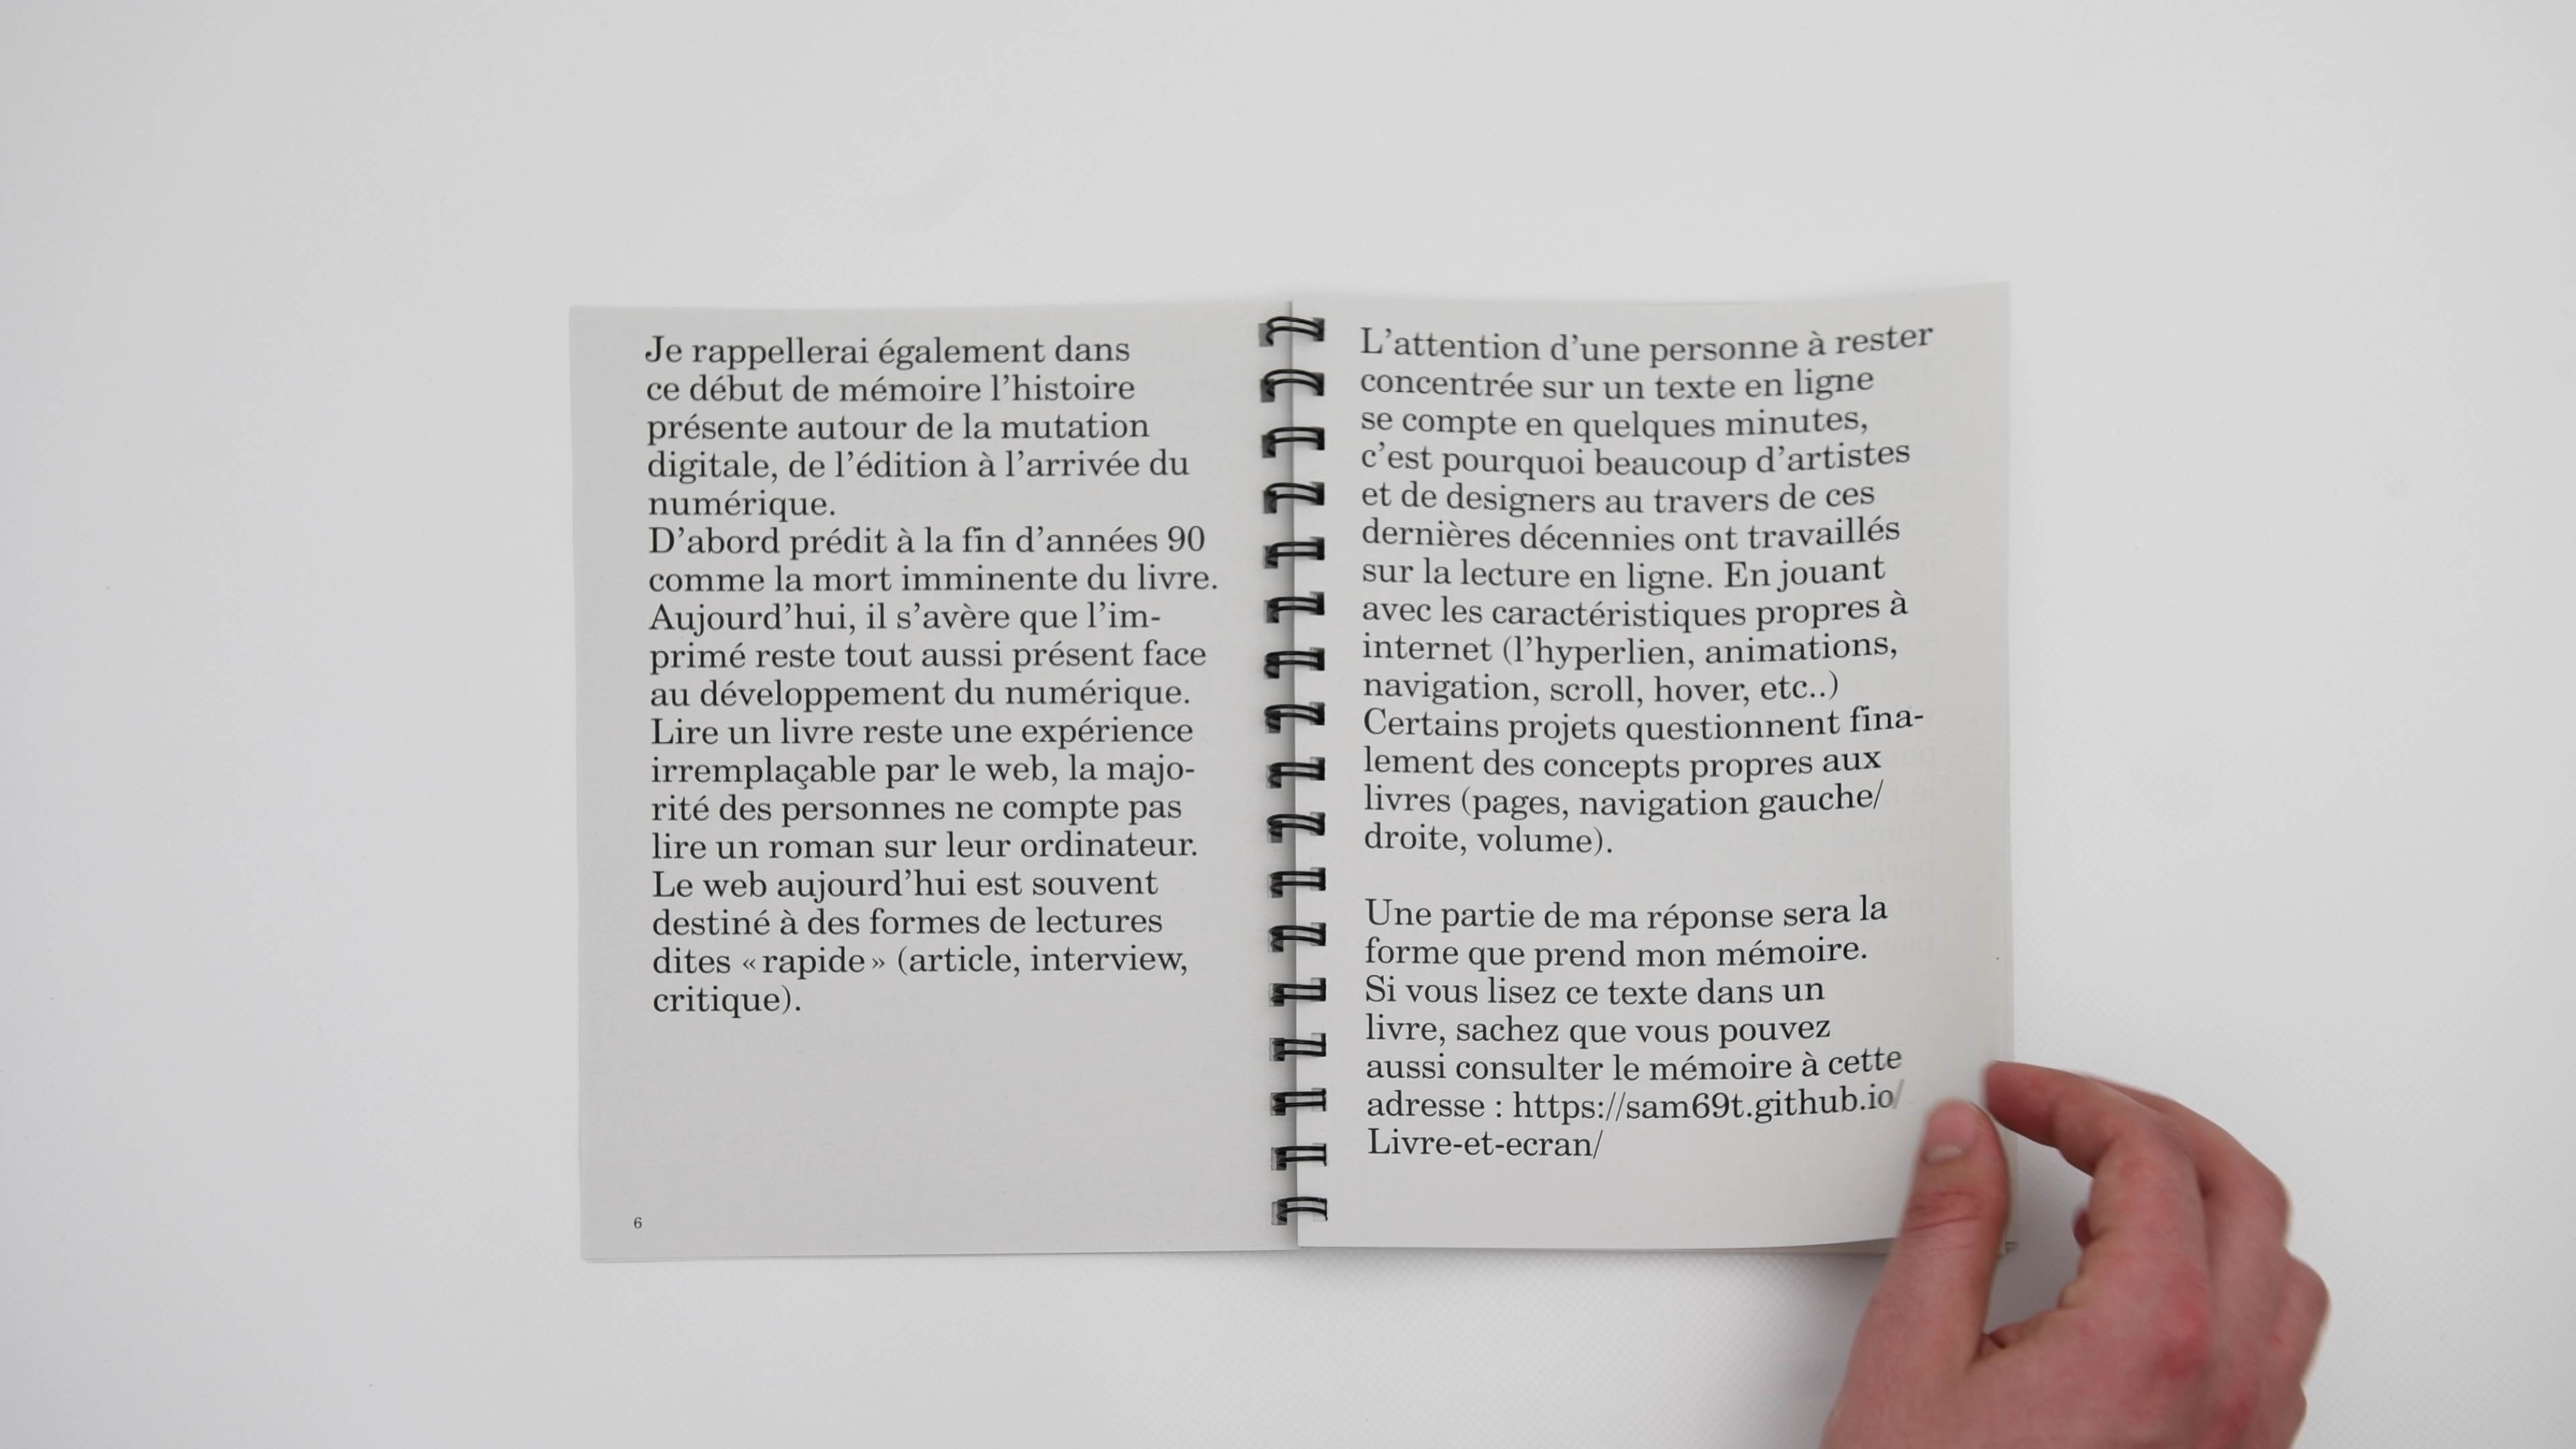 Je rappellerai également dans
ce début de mémoire l’histoire
présente autour de la mutation
digitale, de l’édition à l’arrivée du
numérique.
D’abord prédit à la fin d’années 90
comme la mort imminente du livre.
Aujourd’hui, il s’avère que l’im-
primé reste tout aussi présent face
au développement du numérique.
Lire un livre reste une expérience
irremplaçable par le web, la majo-
rité des personnes ne compte pas
lire un roman sur leur ordinateur.
Le web aujourd’hui est souvent
destiné à des formes de lectures
dites « rapide » (article, interview,
critique).
6
L’attention d’une personne à rester
concentrée sur un texte en ligne
se compte en quelques minutes,
c’est pourquoi beaucoup d’artistes
et de designers au travers de ces
dernières décennies ont travaillés
sur la lecture en ligne. En jouant
avec les caractéristiques propres à
internet (l’hyperlien, animations,
navigation, scroll, hover, etc..)
Certains projets questionnent fina-
lement des concepts propres aux
livres (pages, navigation gauche/
droite, volume).
Une partie de ma réponse sera la
forme que prend mon mémoire.
Si vous lisez ce texte dans un
livre, sachez que vous pouvez
aussi consulter le mémoire à cette
adresse : https://sam69t.github.io/
Livre-et-ecran/